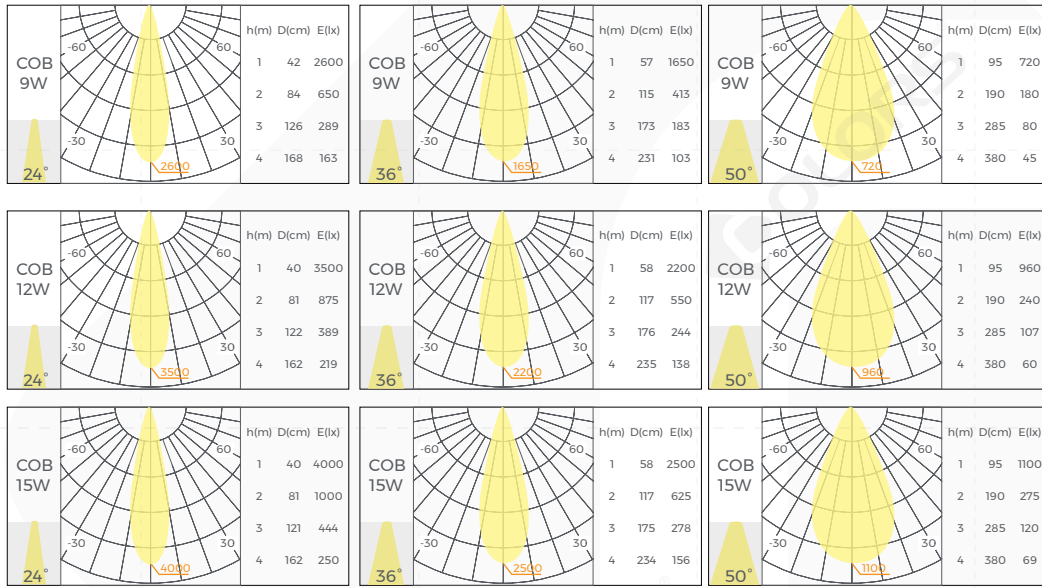 COB
9W
24°
-60
60
-30
30
2600
h(m) D(cm) E(lx)
1 42 2600
2 84 650
3 126 289
4 168 163
COB
9W
36°
-60
60
-30
30
1650
h(m) D(cm) E(lx)
1 57 1650
2 115 413
3 173 183
4 231 103
COB
9W
50°
-60
60
-30
30
720
h(m) D(cm) E(lx)
1 95 720
2 190 180
3 285 80
4 380 45
COB
12W
24°
-60
60
-30
30
3500
h(m) D(cm) E(lx)
1 40 3500
2 81 875
3 122 389
4 162 219
COB
12W
36°
-60
60
-30
30
2200
h(m) D(cm) E(lx)
1 58 2200
2 117 550
3 176 244
4 235 138
COB
12W
50°
-60
60
-30
30
960
h(m) D(cm) E(lx)
1 95 960
2 190 240
3 285 107
4 380 60
COB
15W
24°
-60
60
-30
30
4000
h(m) D(cm) E(lx)
1 40 4000
2 81 1000
3 121 444
4 162 250
COB
15W
36°
-60
60
-30
30
2500
h(m) D(cm) E(lx)
1 58 2500
2 117 625
3 175 278
4 234 156
COB
15W
50°
-60
60
-30
30
1100
h(m) D(cm) E(lx)
1 95 1100
2 190 275
3 285 120
4 380 69